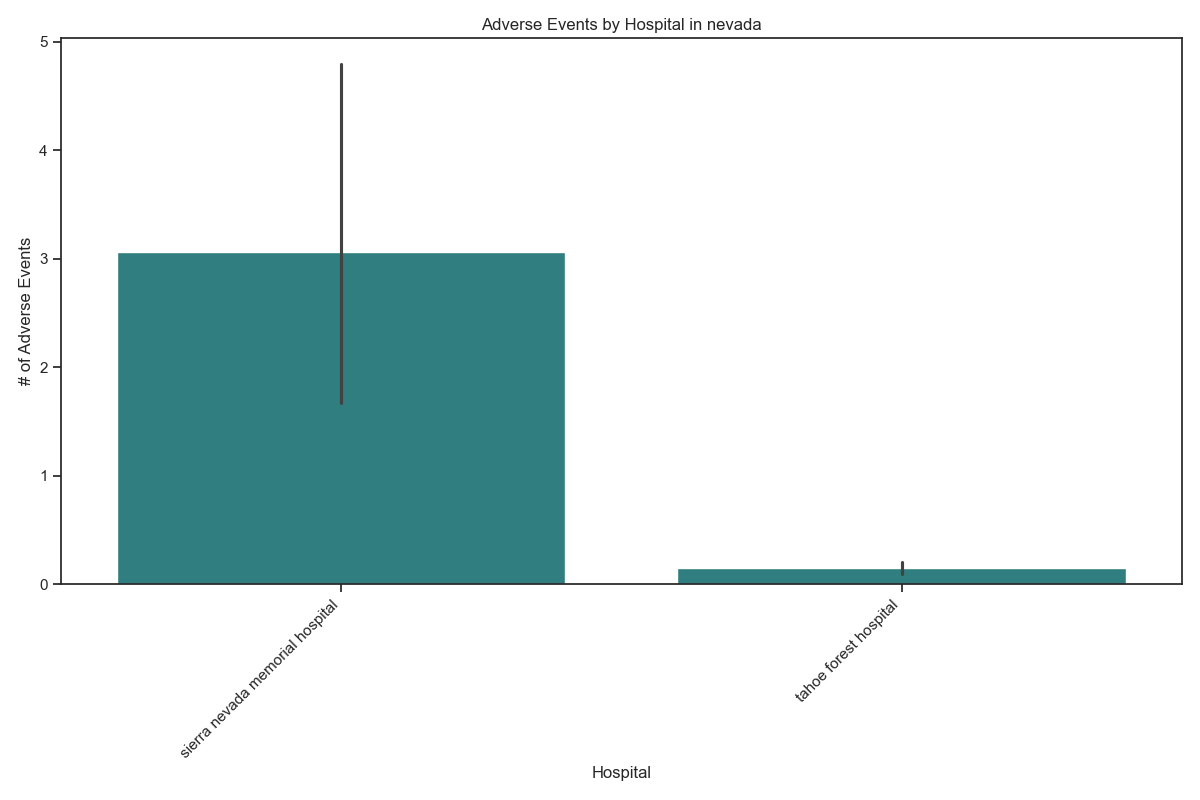 Adverse Events by Hospital in nevada
# of Adverse Events
5
4
3
2
1
0
sierra nevada memorial hospital
tahoe forest hospital
Hospital